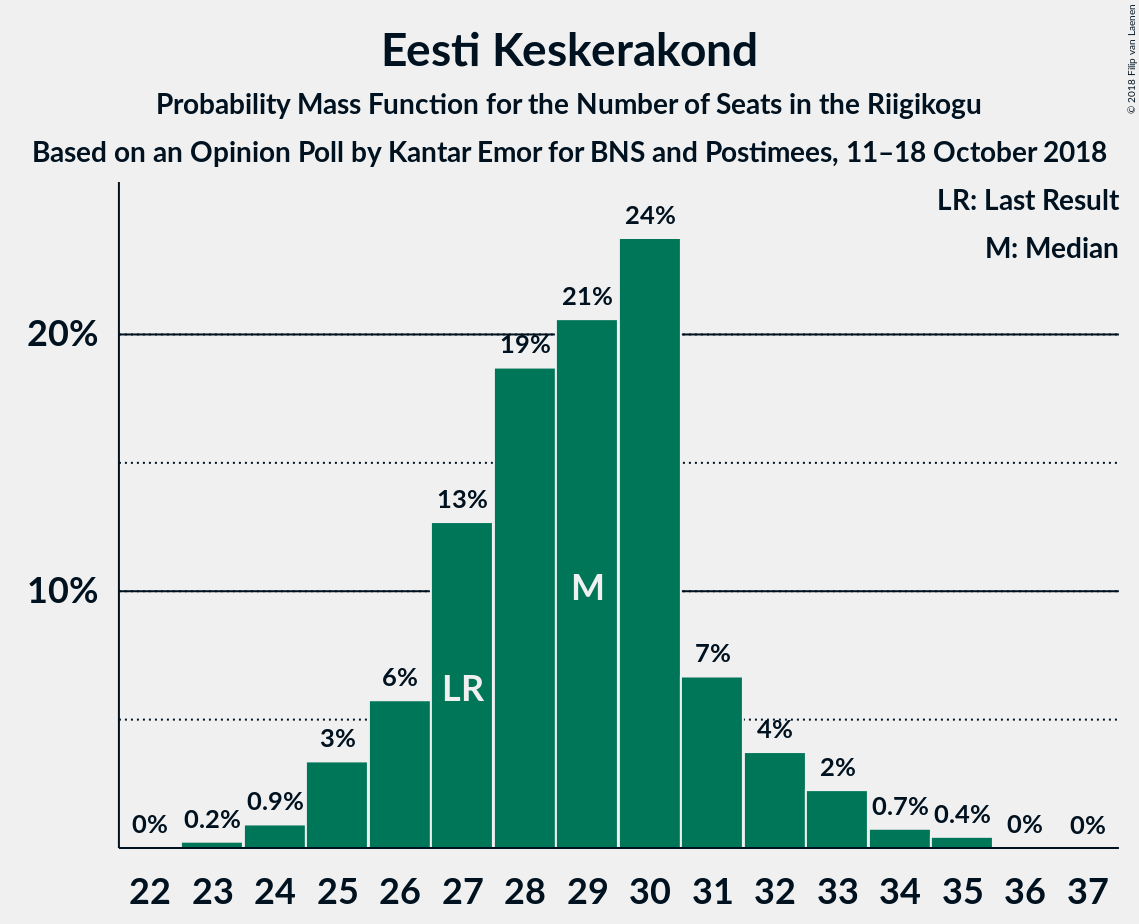 Eesti Keskerakond
Probability Mass Function for the Number of Seats in the Riigikogu
Based on an Opinion Poll by Kantar Emor for BNS and Postimees, 11–18 October 2018
© 2018 Filip van Laenen
LR: Last Result
M: Median
24%
21%
20%
19%
13%
10%
M
7%
6%
LR
4%
3%
2%
0.9%
0.7%
0.4%
0.2%
0%
0%
0%
22 23 24 25 26 27 28 29 30 31 32 33 34 35 36 37